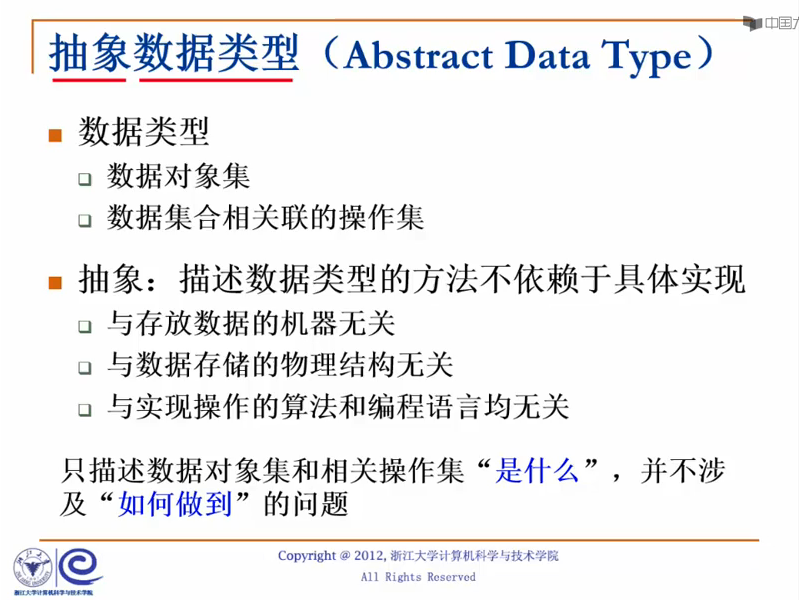 中国大
抽象数据类型（Abstract Data Type）
数据类型
数据对象集
数据集合相关联的操作集
抽象：描述数据类型的方法不依赖于具体实现
与存放数据的机器无关
与数据存储的物理结构无关
与实现操作的算法和编程语言均无关
只描述数据对象集和相关操作集“是什么”，并不涉
及“如何做到”的问题
Copyright @ 2012, 浙江大学计算机科学与技术学院
All Rights Reserved
浙江大学计算机科学与技术学院